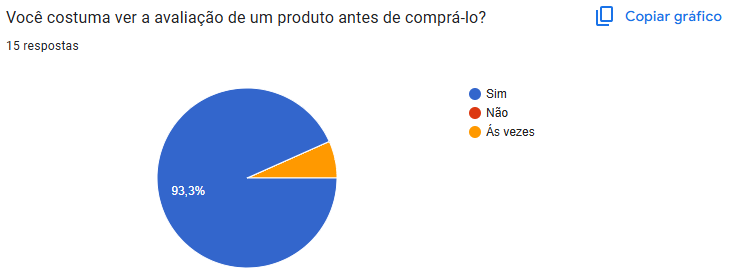 Você costuma ver a avaliação de um produto antes de comprá-lo?
Copiar gráfico
15 respostas
Sim
Não
Ás vezes
93,3%